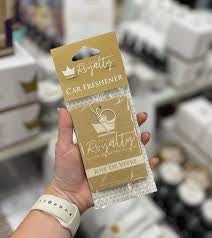 Royalty
CAR FRESHENER
Royalty
JOIE DE VIVRE